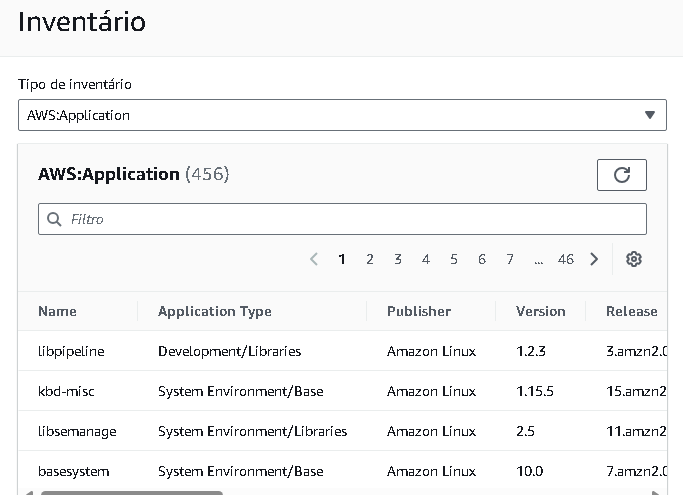 Inventário
Tipo de inventário
AWS:Application
AWS:Application (456)
Filtro
1 2 3 4 5 6 7 ... 46
Name Application Type Publisher Version Release
libpipeline Development/Libraries Amazon Linux 1.2.3 3.amzn2.0
kbd-misc System Environment/Base Amazon Linux 1.15.5 15.amzn2
libsemanage System Environment/Libraries Amazon Linux 2.5 11.amzn2
basesystem System Environment/Base Amazon Linux 10.0 7.amzn2.0